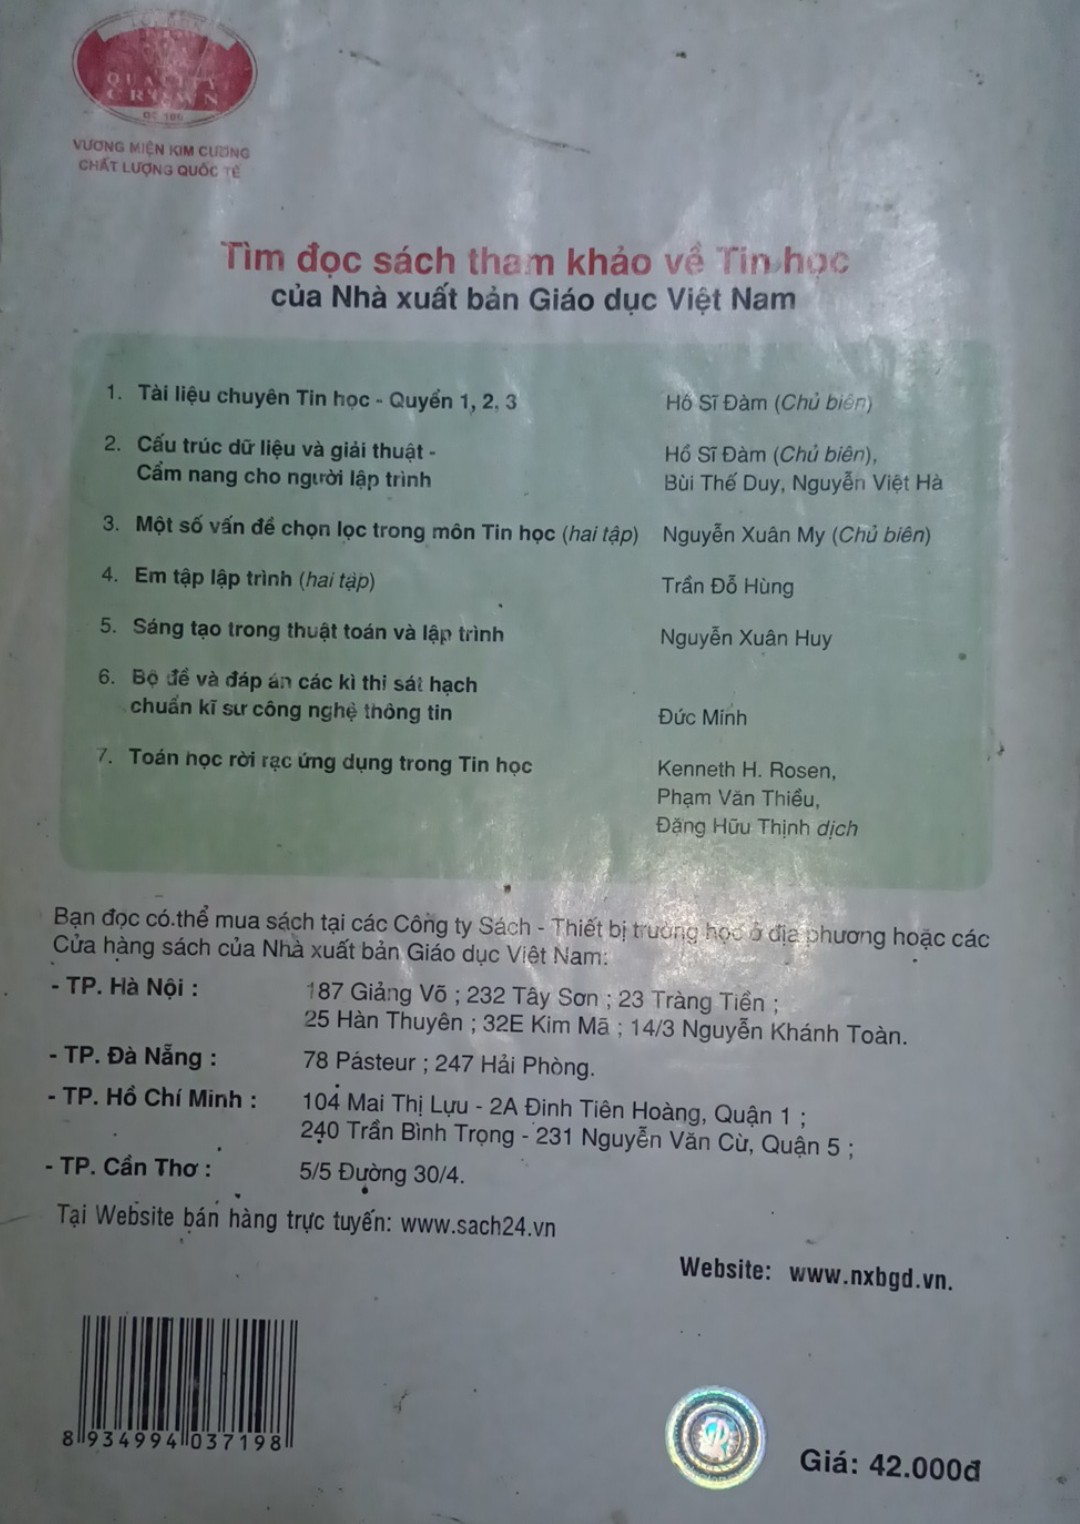 QUALITY
CROWN
VƯƠNG MIỆN KIM CƯƠNG
CHẤT LƯỢNG QUỐC TẾ
Tìm đọc sách tham khảo về Tin học
của Nhà xuất bản Giáo dục Việt Nam
1. Tài liệu chuyên Tin học - Quyển 1, 2, 3 Hồ Sĩ Đàm (Chủ biên)
2. Cấu trúc dữ liệu và giải thuật - Hồ Sĩ Đàm (Chủ biên),
Cẩm nang cho người lập trình Bùi Thế Duy, Nguyễn Việt Hà
3. Một số vấn đề chọn lọc trong môn Tin học (hai tập) Nguyễn Xuân My (Chủ biên)
4. Em tập lập trình (hai tập) Trần Đỗ Hùng
5. Sáng tạo trong thuật toán và lập trình Nguyễn Xuân Huy
6. Bộ đề và đáp án các kì thi sát hạch
chuẩn kĩ sư công nghệ thông tin Đức Minh
7. Toán học rời rạc ứng dụng trong Tin học Kenneth H. Rosen,
Phạm Văn Thiều,
Đặng Hữu Thịnh dịch
Bạn đọc có thể mua sách tại các Công ty Sách - Thiết bị trường học ở địa phương hoặc các
Cửa hàng sách của Nhà xuất bản Giáo dục Việt Nam:
- TP. Hà Nội : 187 Giảng Võ ; 232 Tây Sơn ; 23 Tràng Tiền ;
25 Hàn Thuyên ; 32E Kim Mã ; 14/3 Nguyễn Khánh Toàn.
- TP. Đà Nẵng : 78 Pasteur ; 247 Hải Phòng.
- TP. Hồ Chí Minh : 104 Mai Thị Lựu - 2A Đinh Tiên Hoàng, Quận 1 ;
240 Trần Bình Trọng - 231 Nguyễn Văn Cừ, Quận 5 ;
- TP. Cần Thơ : 5/5 Đường 30/4.
Tại Website bán hàng trực tuyến: www.sach24.vn
Website: www.nxbgd.vn.
8 934994 037198
Giá: 42.000đ